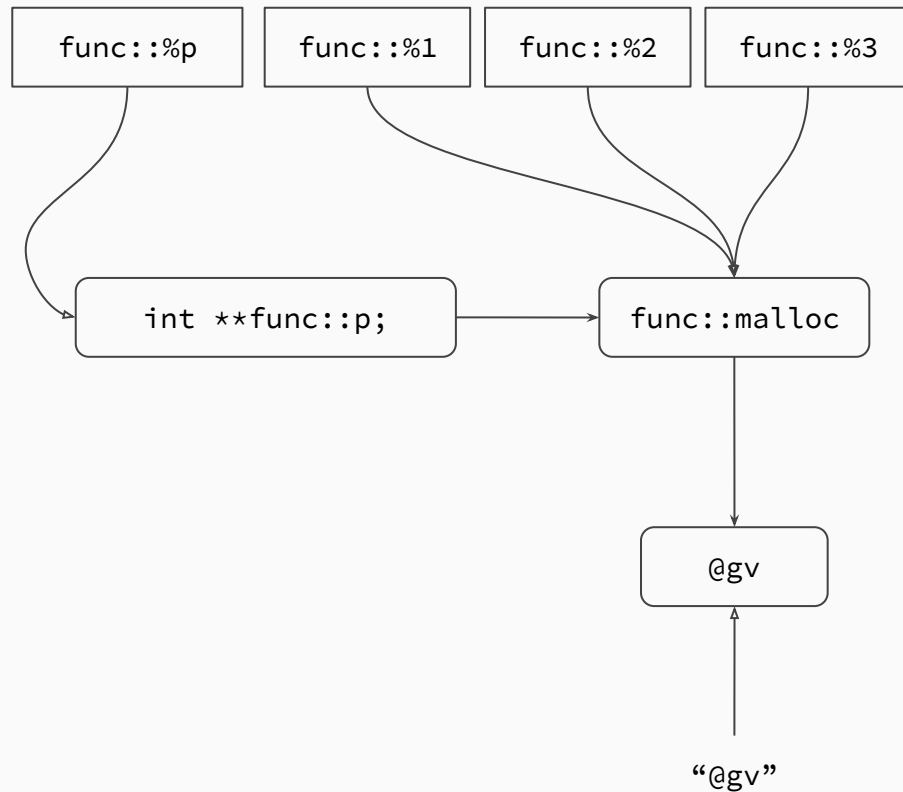 func::%p
func::%1
func::%2
func::%3
int **func::p;
func::malloc
@gv
“@gv”